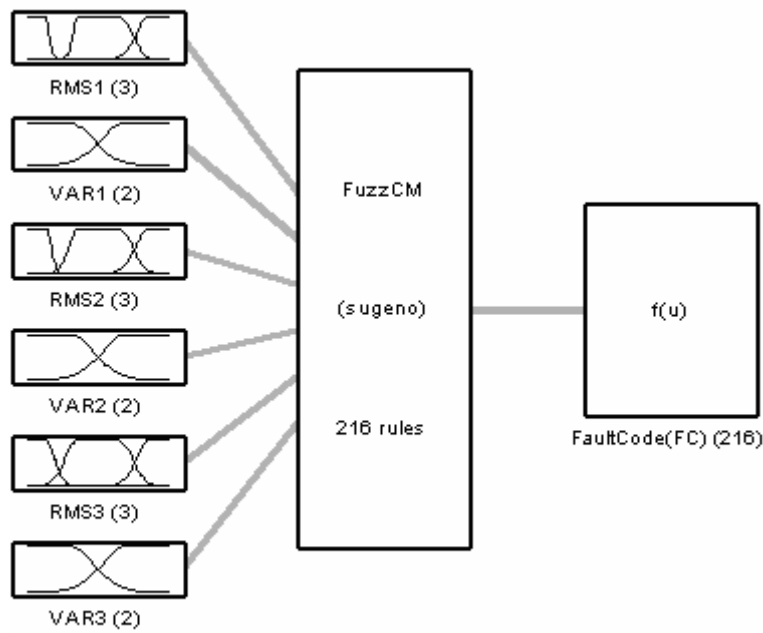 RMS1 (3)
VAR1 (2)
RMS2 (3)
VAR2 (2)
RMS3 (3)
VAR3 (2)
FuzzCM
(sugeno)
216 rules
f(u)
FaultCode(FC) (216)